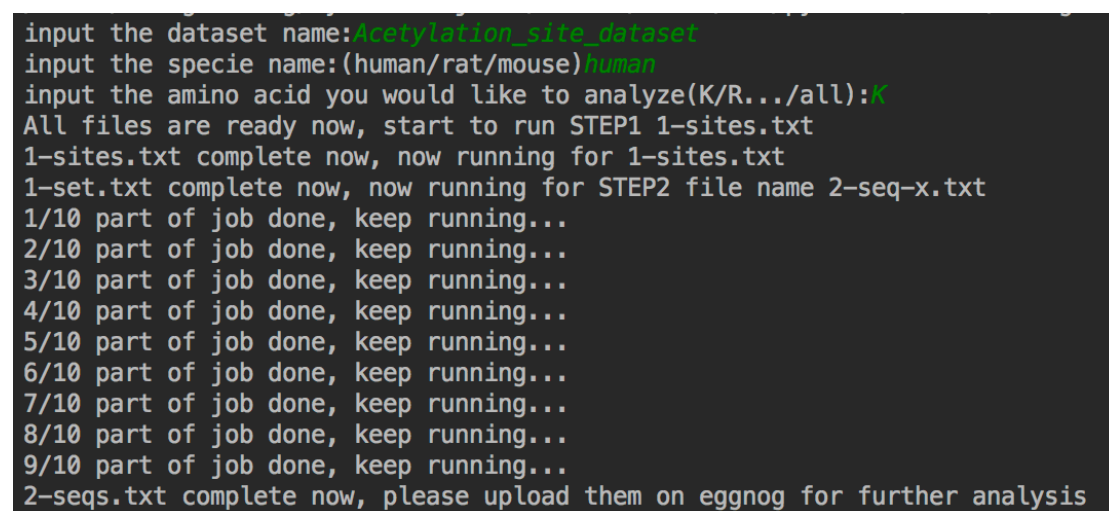 input the dataset name:Acetylation_site_dataset
input the specie name:(human/rat/mouse)human
input the amino acid you would like to analyze(K/R.../all):K
All files are ready now, start to run STEP1 1-sites.txt
1-sites.txt complete now, now running for 1-sites.txt
1-set.txt complete now, now running for STEP2 file name 2-seq-x.txt
1/10 part of job done, keep running...
2/10 part of job done, keep running...
3/10 part of job done, keep running...
4/10 part of job done, keep running...
5/10 part of job done, keep running...
6/10 part of job done, keep running...
7/10 part of job done, keep running...
8/10 part of job done, keep running...
9/10 part of job done, keep running...
2-seqs.txt complete now, please upload them on eggnog for further analysis